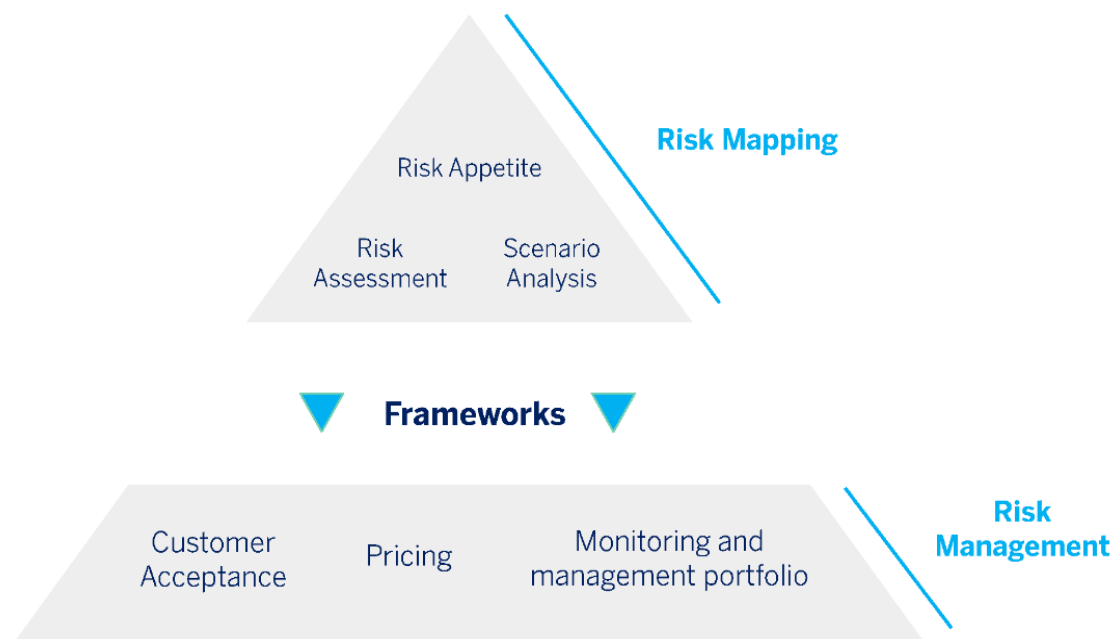 Risk Mapping
Risk Appetite
Risk
Assessment
Scenario
Analysis
Frameworks
Risk
Management
Customer
Acceptance
Pricing
Monitoring and
management portfolio